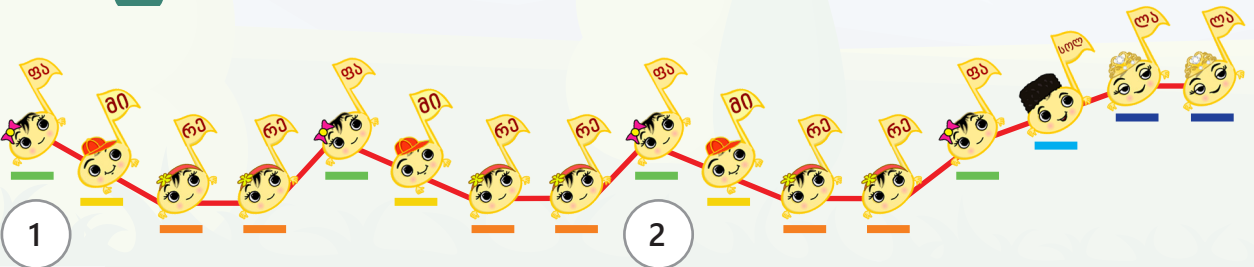 ფა მი რე რე ფა მი რე რე ფა მი რე რე ფა სოლ ლა ლა
1 2